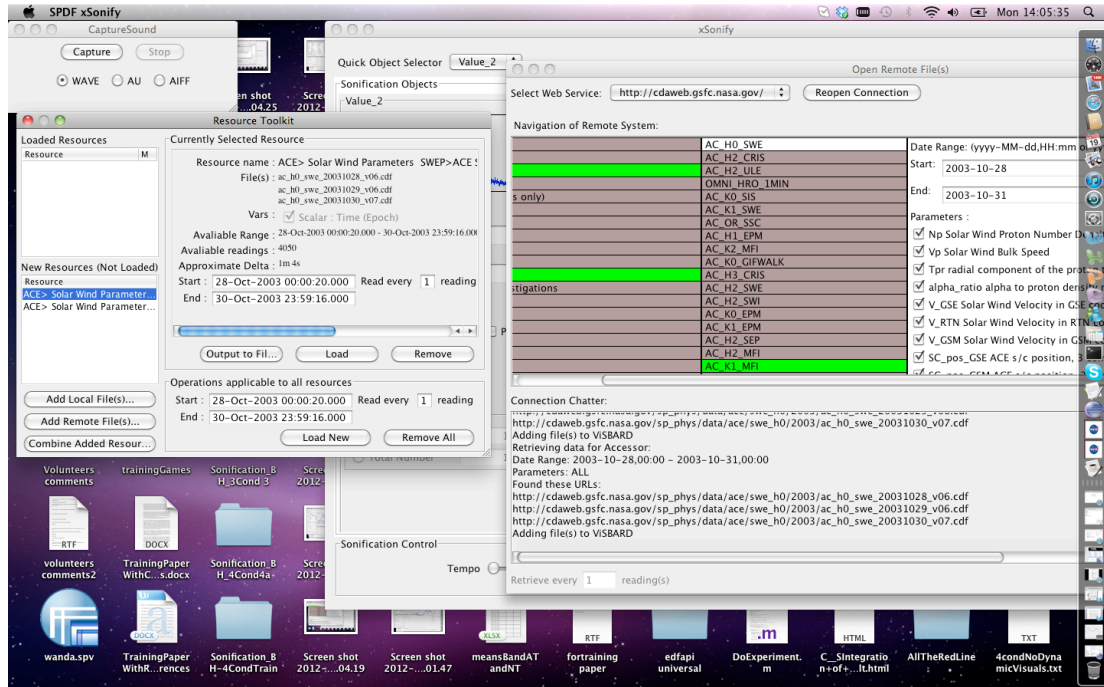 SPDF xSonify
Mon 14:05:35
CaptureSound
Capture
Stop
WAVE
AU
AIFF
xSonify
Quick Object Selector
Value_2
Sonification Objects
Value_2
Open Remote File(s)
Select Web Service:
http://cdaweb.gsfc.nasa.gov/
Reopen Connection
Navigation of Remote System:
s only)
stigations
AC_H0_SWE
AC_H2_CRIS
AC_H2_ULE
OMNI_HRO_1MIN
AC_K0_SIS
AC_K1_SWE
AC_OR_SSC
AC_H1_EPM
AC_K2_MFI
AC_K0_GIFWALK
AC_H3_CRIS
AC_H2_SWE
AC_H2_SWI
AC_K0_EPM
AC_K1_EPM
AC_H2_SEP
AC_H2_MFI
AC_K1_MFI
Date Range: (yyyy-MM-dd,HH:mm o
Start: 2003-10-28
End: 2003-10-31
Parameters :
Np Solar Wind Proton Number D
Vp Solar Wind Bulk Speed
Tpr radial component of the pro
alpha_ratio alpha to proton density
V_GSE Solar Wind Velocity in GSE
V_RTN Solar Wind Velocity in RTN
V_GSM Solar Wind Velocity in GSM
SC_pos_GSE ACE s/c position, 3
Connection Chatter:
http://cdaweb.gsfc.nasa.gov/sp_phys/data/ace/swe_h0/2003/ac_h0_swe_20031030_v07.cdf
Adding file(s) to ViSBARD
Retrieving data for Accessor:
Date Range: 2003-10-28,00:00 - 2003-10-31,00:00
Parameters: ALL
Found these URLs:
http://cdaweb.gsfc.nasa.gov/sp_phys/data/ace/swe_h0/2003/ac_h0_swe_20031028_v06.cdf
http://cdaweb.gsfc.nasa.gov/sp_phys/data/ace/swe_h0/2003/ac_h0_swe_20031029_v06.cdf
http://cdaweb.gsfc.nasa.gov/sp_phys/data/ace/swe_h0/2003/ac_h0_swe_20031030_v07.cdf
Adding file(s) to ViSBARD
Retrieve every 1 reading(s)
Resource Toolkit
Loaded Resources
Resource M
New Resources (Not Loaded)
Resource
ACE> Solar Wind Parameter...
ACE> Solar Wind Parameter...
Add Local File(s)...
Add Remote File(s)...
Combine Added Resour...
Currently Selected Resource
Resource name : ACE> Solar Wind Parameters SWEP>ACE
File(s) : ac_h0_swe_20031028_v06.cdf
ac_h0_swe_20031029_v06.cdf
ac_h0_swe_20031030_v07.cdf
Vars : Scalar : Time (Epoch)
Avaliable Range : 28-Oct-2003 00:00:20.000 - 30-Oct-2003 23:59:16.00
Avaliable readings : 4050
Approximate Delta : 1m 4s
Start : 28-Oct-2003 00:00:20.000 Read every 1 reading
End : 30-Oct-2003 23:59:16.000
Output to Fil...
Load
Remove
Operations applicable to all resources
Start : 28-Oct-2003 00:00:20.000 Read every 1 reading
End : 30-Oct-2003 23:59:16.000
Load New
Remove All
Total Number
Sonification Control
Tempo
Volunteers comments
trainingGames
Sonification_B H_3Cond 3
volunteers comments2
TrainingPaper WithC...s.docx
Sonification_B H_4Cond4a
wanda.spv
TrainingPaper WithR...rences
Sonification_B H-4CondTrain
Screen shot 2012-....04.19
Screen shot 2012-....01.47
meansBandAT andNT
fortraining paper
edfapi universal
DoExperiment. m
C__SIntegratio n+of+...lt.html
AllTheRedLine
4condNoDyna micVisuals.txt
RTF
DOCX
DOCX
XLSX
RTF
.m
HTML
TXT